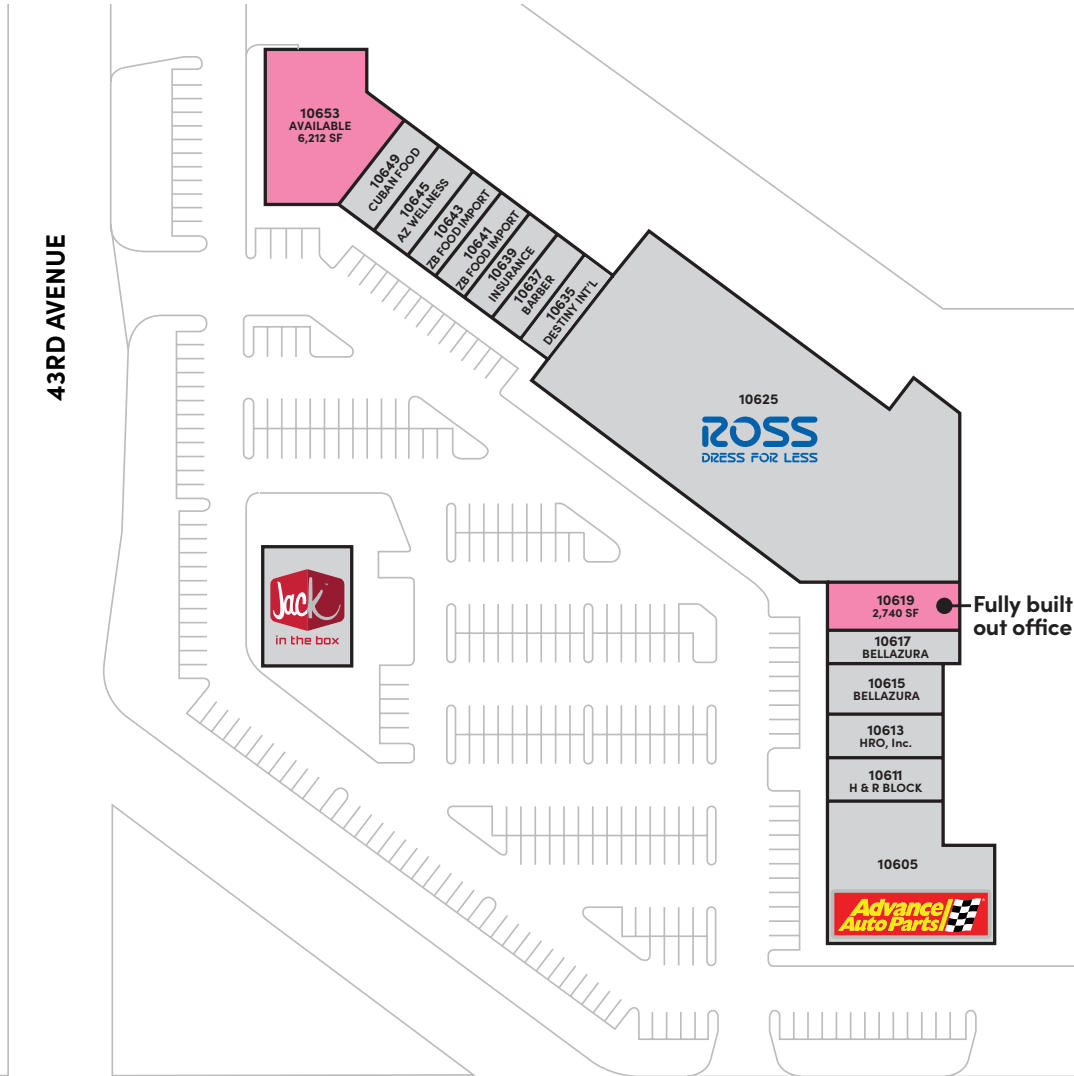 43RD AVENUE
10653
AVAILABLE
6,212 SF
10649
CUBAN FOOD
10645
AZ WELLNESS
10643
ZB FOOD IMPORT
10641
ZB FOOD IMPORT
10639
INSURANCE
10637
BARBER
10635
DESTINY INT'L
10625
ROSS
DRESS FOR LESS
Jack
in the box
10619
2,740 SF
Fully built
out office
10617
BELLAZURA
10615
BELLAZURA
10613
HRO, Inc.
10611
H & R BLOCK
10605
Advance
Auto Parts